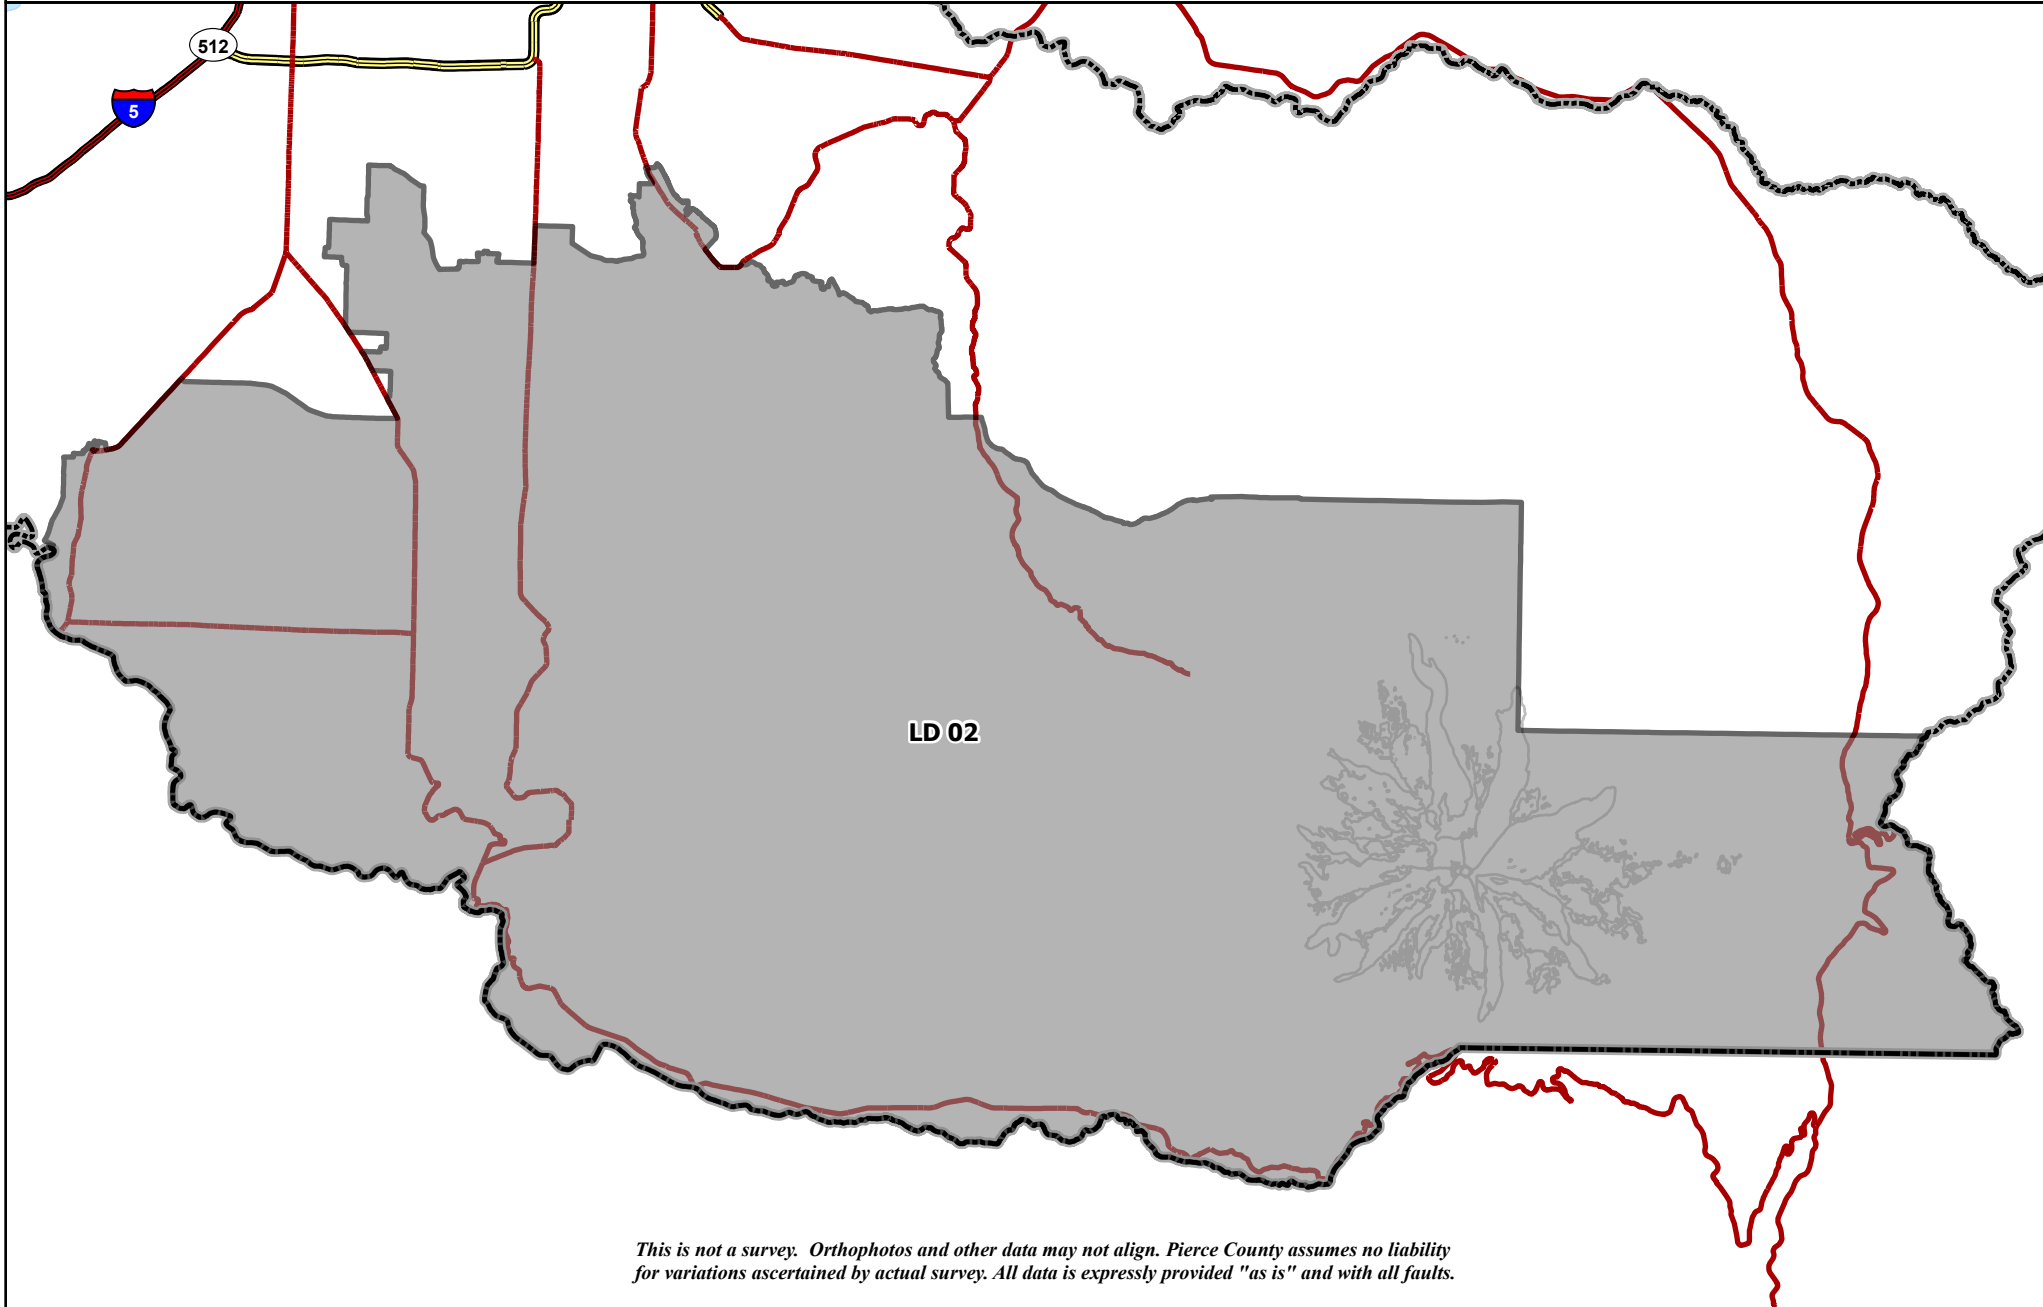 512
5
LD 02
This is not a survey.  Orthophotos and other data may not align. Pierce County assumes no liability
for variations ascertained by actual survey. All data is expressly provided "as is" and with all faults.